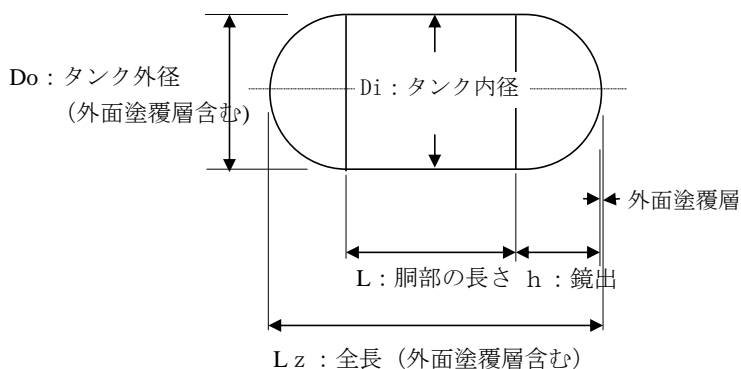 Do：タンク外径
（外面塗覆層含む)
Di：タンク内径
外面塗覆層
L：胴部の長さ
h：鏡出
Lz：全長（外面塗覆層含む）